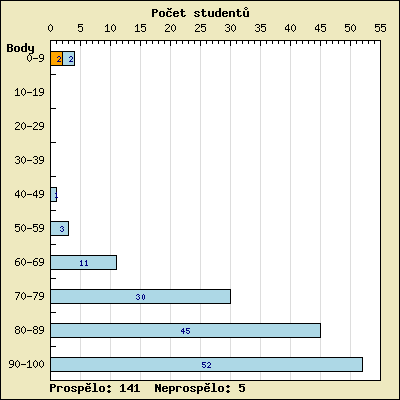 Počet studentů
0 5 10 15 20 25 30 35 40 45 50 55
Body
0-9 2 2
10-19
20-29
30-39
40-49 1
50-59 3
60-69 11
70-79 30
80-89 45
90-100 52
Prospělo: 141 Neprospělo: 5